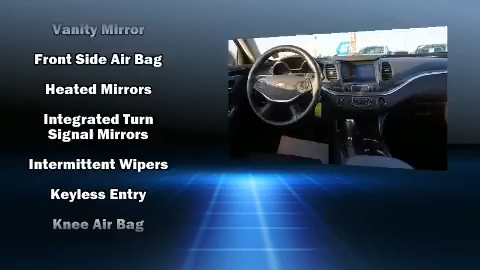 Vanity Mirror
Front Side Air Bag
Heated Mirrors
Integrated Turn
Signal Mirrors
Intermittent Wipers
Keyless Entry
Knee Air Bag